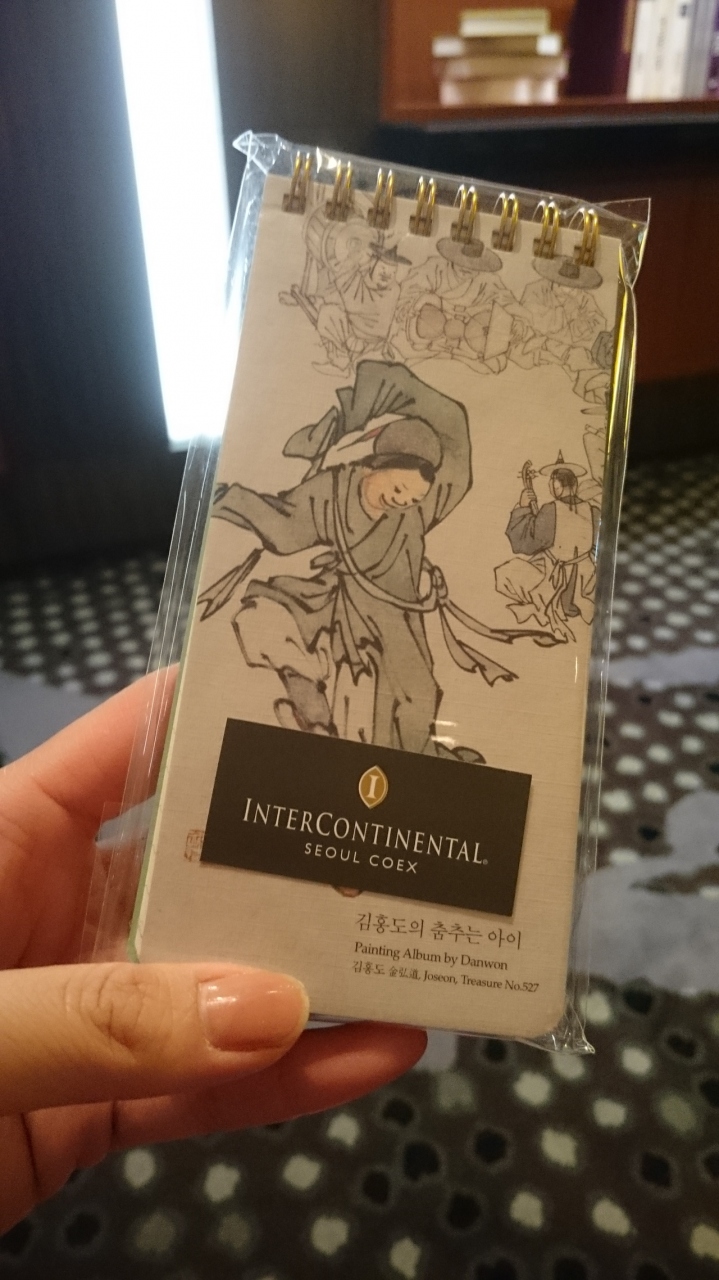 I
INTERCONTINENTAL®
SEOUL COEX
김홍도의 춤추는 아이
Painting Album by Danwon
김홍도 金弘道, Joseon, Treasure No.527